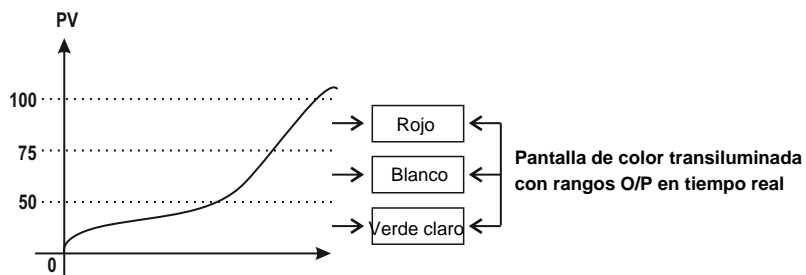 PV
100
Rojo
75
Blanco
Pantalla de color transiluminada
con rangos O/P en tiempo real
50
Verde claro
0